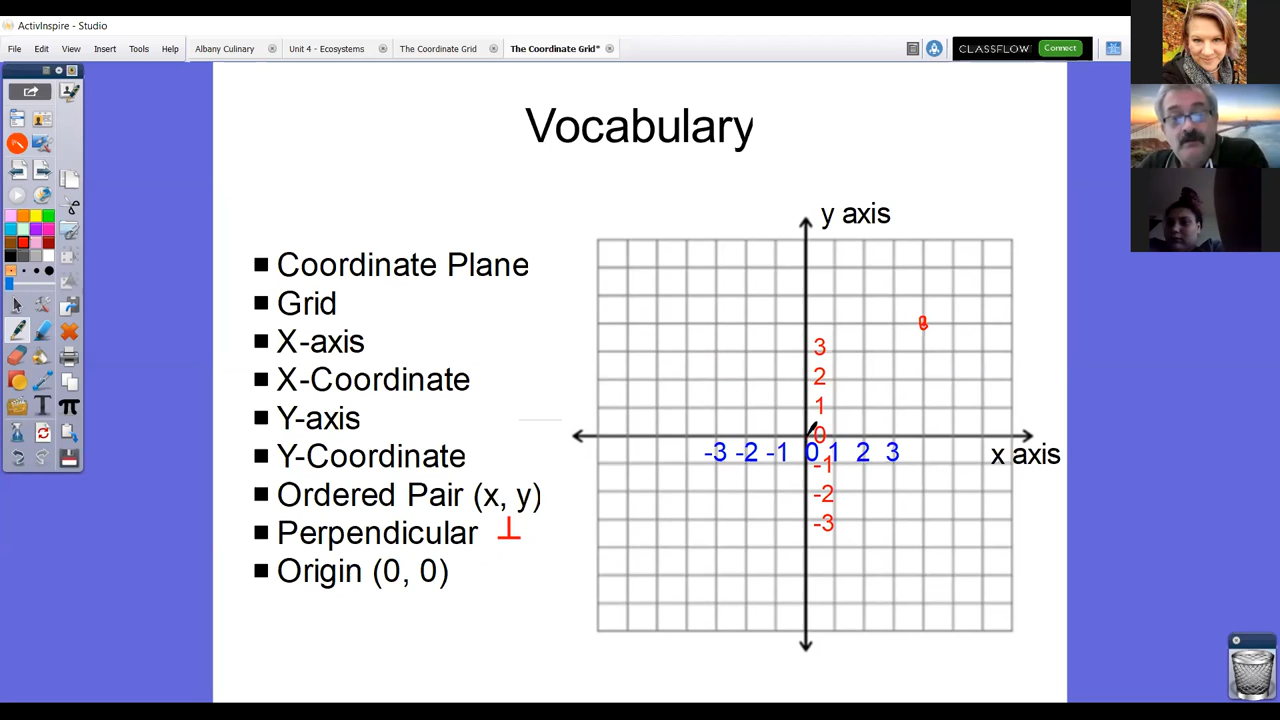 ActivInspire - Studio
File Edit View Insert Tools Help
Albany Culinary Unit 4 - Ecosystems The Coordinate Grid The Coordinate Grid*
CLASSFLOW Connect
Vocabulary
Coordinate Plane
Grid
X-axis
X-Coordinate
Y-axis
Y-Coordinate
Ordered Pair (x, y)
Perpendicular ⊥
Origin (0, 0)
y axis
3
2
1
0
-3 -2 -1 0 1 2 3
x axis
-1
-2
-3